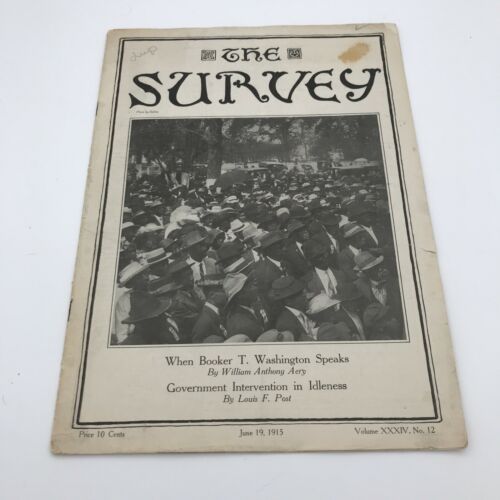 THE
SURVEY
When Booker T. Washington Speaks
By William Anthony Aery
Government Intervention in Idleness
By Louis F. Post
Price 10 Cents
June 19, 1915
Volume XXXIV, No. 12